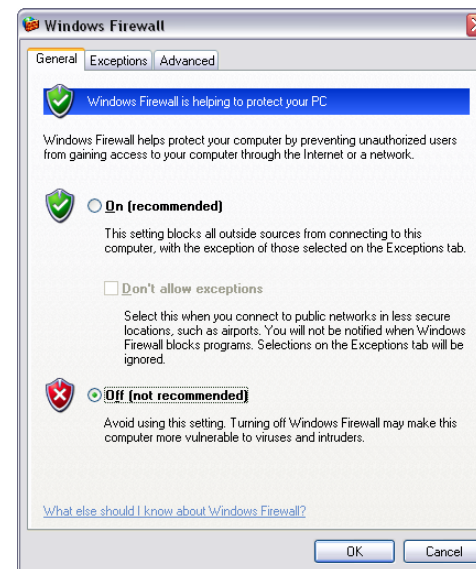 Windows Firewall
General Exceptions Advanced
Windows Firewall is helping to protect your PC
Windows Firewall helps protect your computer by preventing unauthorized users
from gaining access to your computer through the Internet or a network.
On (recommended)
This setting blocks all outside sources from connecting to this
computer, with the exception of those selected on the Exceptions tab.
Don't allow exceptions
Select this when you connect to public networks in less secure
locations, such as airports. You will not be notified when Windows
Firewall blocks programs. Selections on the Exceptions tab will be
ignored.
Off (not recommended)
Avoid using this setting. Turning off Windows Firewall may make this
computer more vulnerable to viruses and intruders.
What else should I know about Windows Firewall?
OK Cancel